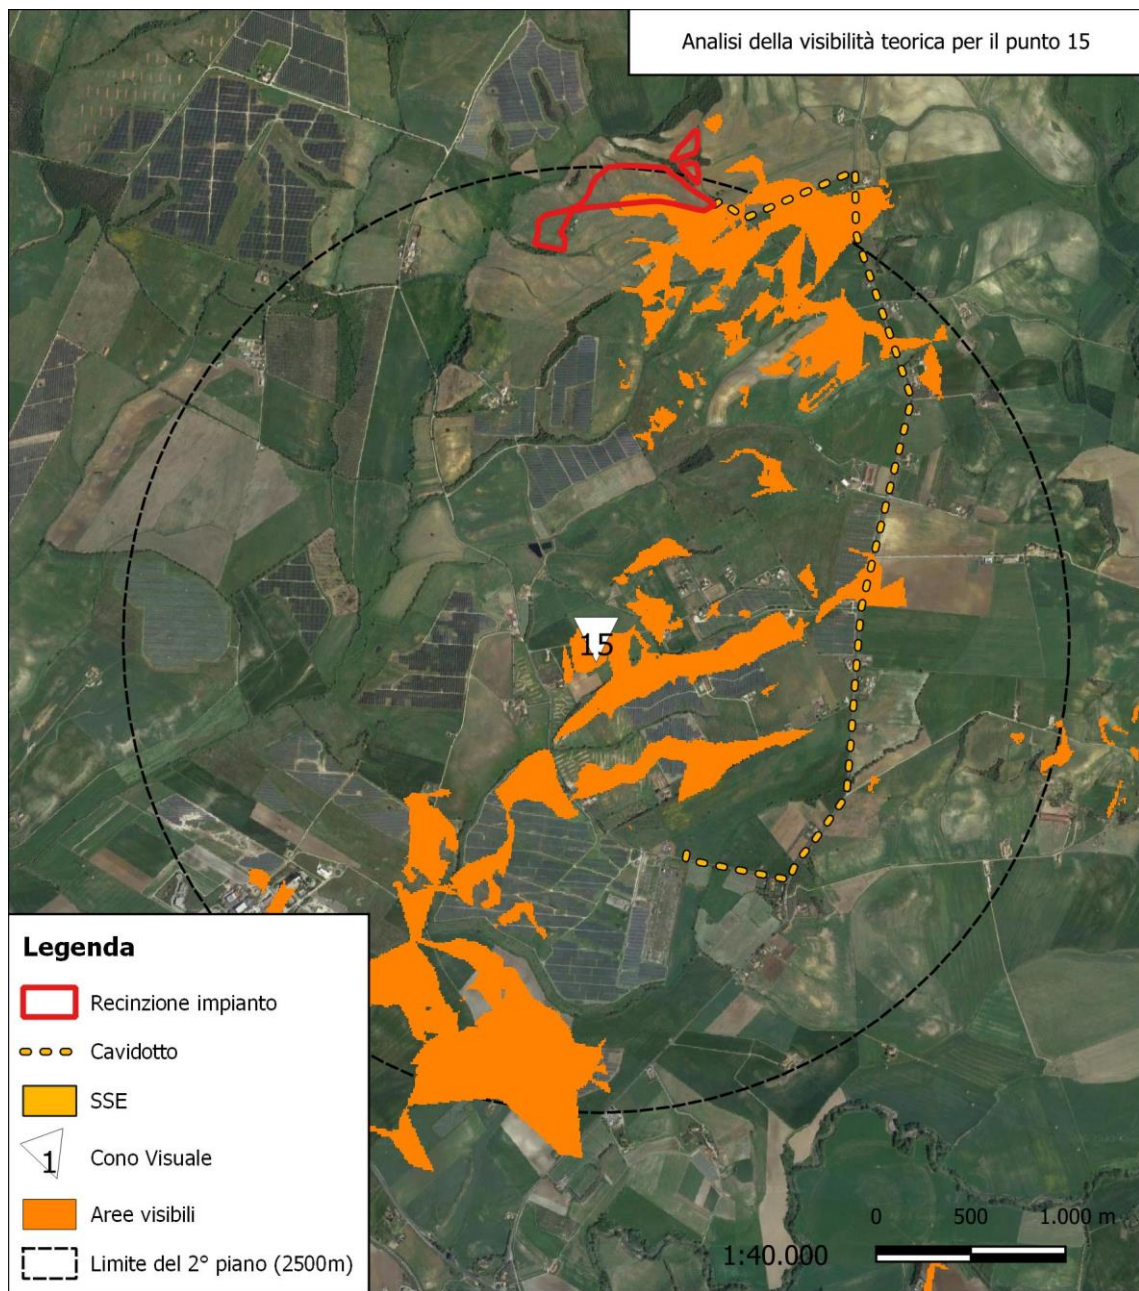 Analisi della visibilità teorica per il punto 15
15
Legenda
Recinzione impianto
Cavidotto
SSE
1
Cono Visuale
Aree visibili
Limite del 2° piano (2500m)
0 500 1.000 m
1:40.000